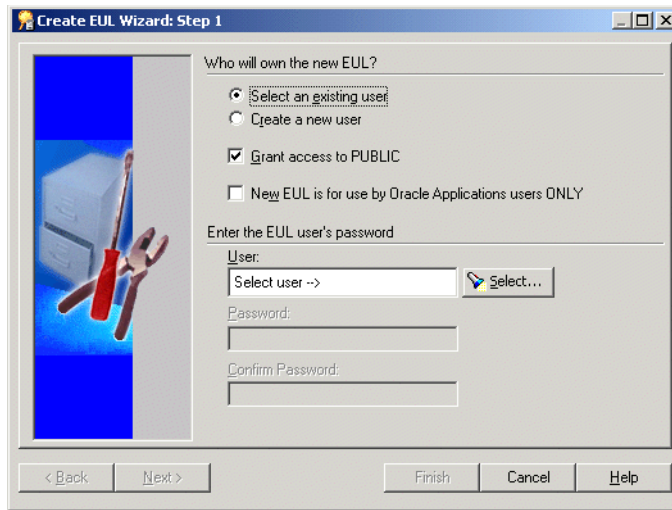 Create EUL Wizard: Step 1
Who will own the new EUL?
Select an existing user
Create a new user
Grant access to PUBLIC
New EUL is for use by Oracle Applications users ONLY
Enter the EUL user's password
User:
Select user --> Select...
Password:
Confirm Password:
< Back Next > Finish Cancel Help